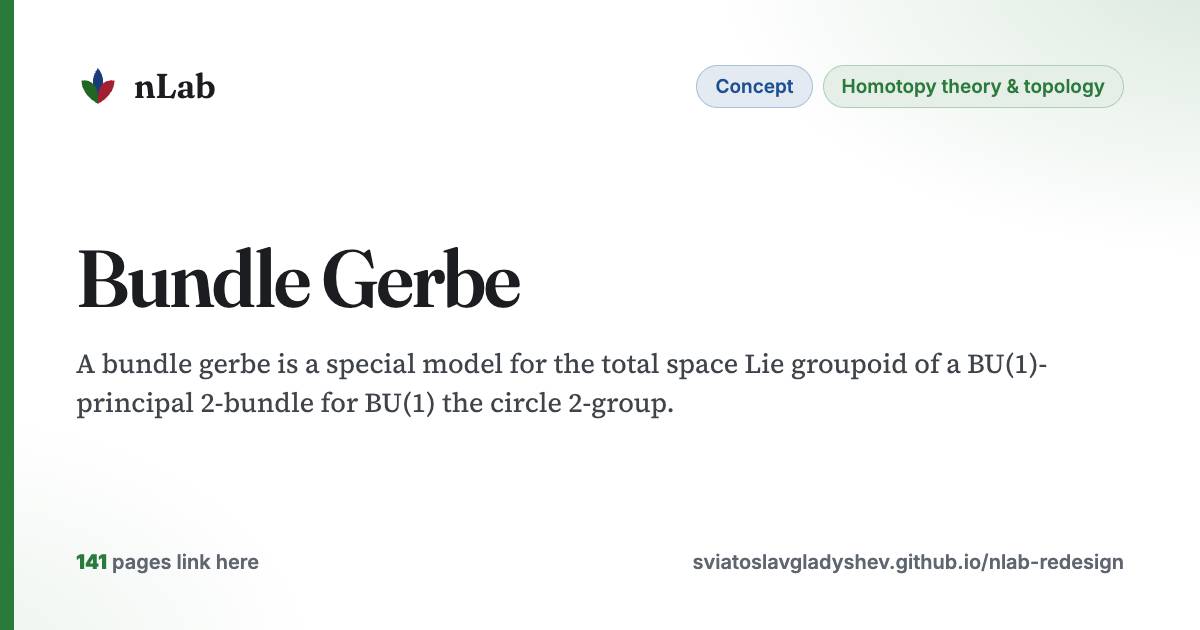 nLab
Concept
Homotopy theory & topology
Bundle Gerbe
A bundle gerbe is a special model for the total space Lie groupoid of a BU(1)-
principal 2-bundle for BU(1) the circle 2-group.
141 pages link here
sviatoslavgladyshev.github.io/nlab-redesign